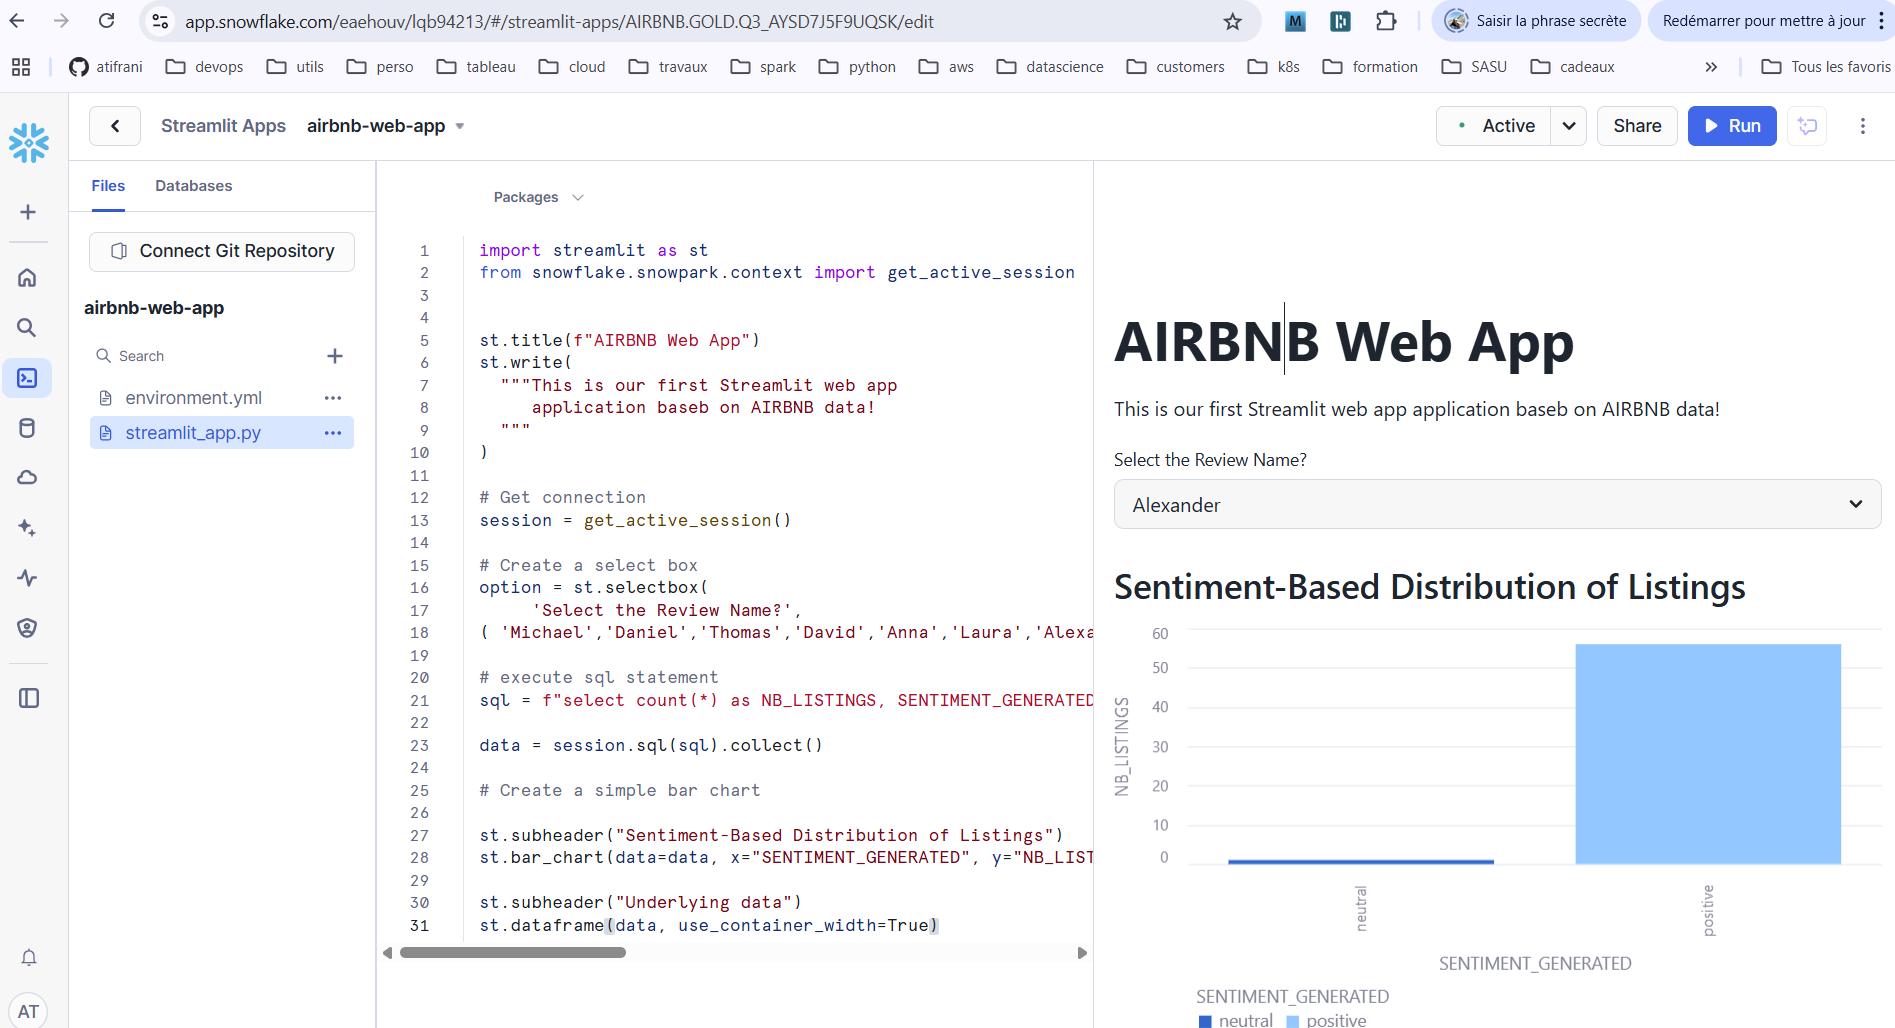 app.snowflake.com/eaehouv/lqb94213/#/streamlit-apps/AIRBNB.GOLD.Q3_AYSD7J5F9UQSK/edit
M
Saisir la phrase secrète
Redémarrer pour mettre à jour
atifrani
devops
utils
perso
tableau
cloud
travaux
spark
python
aws
datascience
customers
k8s
formation
SASU
cadeaux
»
Tous les favoris
Streamlit Apps
airbnb-web-app
Active
Share
Run
Files
Databases
Connect Git Repository
airbnb-web-app
Search
environment.yml
streamlit_app.py
AT
Packages
1 import streamlit as st
2 from snowflake.snowpark.context import get_active_session
3
4
5 st.title(f"AIRBNB Web App")
6 st.write(
7 """This is our first Streamlit web app
8 application baseb on AIRBNB data!
9 """
10 )
11
12 # Get connection
13 session = get_active_session()
14
15 # Create a select box
16 option = st.selectbox(
17 'Select the Review Name?',
18 ( 'Michael','Daniel','Thomas','David','Anna','Laura','Alexa
19
20 # execute sql statement
21 sql = f"select count(*) as NB_LISTINGS, SENTIMENT_GENERATED
22
23 data = session.sql(sql).collect()
24
25 # Create a simple bar chart
26
27 st.subheader("Sentiment-Based Distribution of Listings")
28 st.bar_chart(data=data, x="SENTIMENT_GENERATED", y="NB_LIST
29
30 st.subheader("Underlying data")
31 st.dataframe(data, use_container_width=True)
AIRBNB Web App
This is our first Streamlit web app application baseb on AIRBNB data!
Select the Review Name?
Alexander
Sentiment-Based Distribution of Listings
60
50
40
30
20
10
0
NB_LISTINGS
neutral
positive
SENTIMENT_GENERATED
SENTIMENT_GENERATED
neutral positive